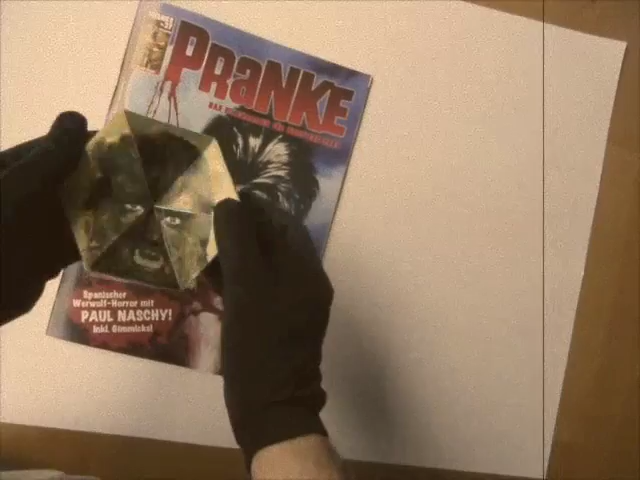 PRaNKE
Spanischer
Werwolf-Horror mit
PAUL NASCHY!
Inkl. Gimmicks!